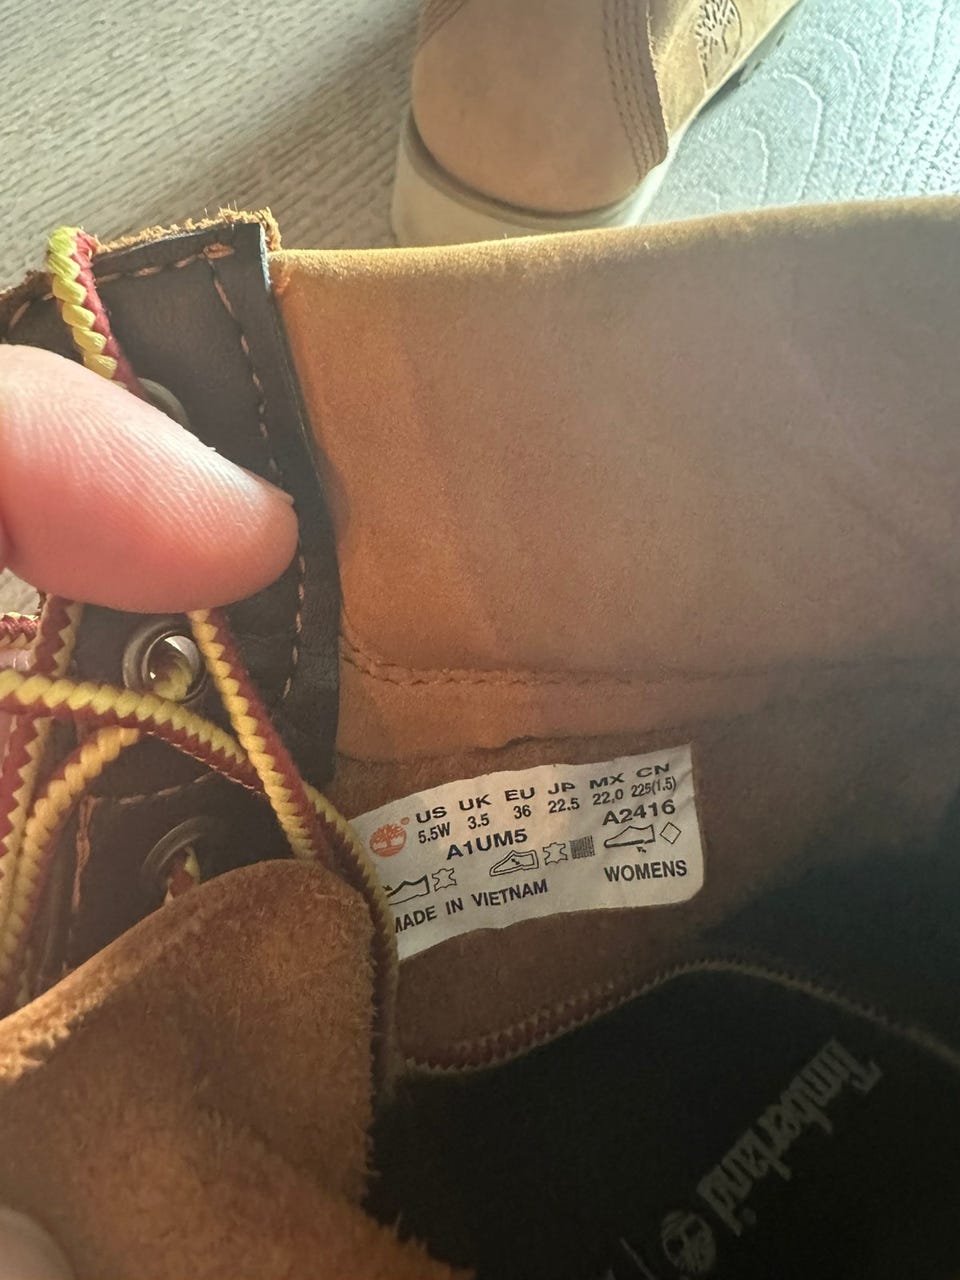 US UK EU JP MX CN
5.5W 3.5 36 22.5 22.0 225(1.5)
A1UM5 A2416
MADE IN VIETNAM WOMENS
Timberland